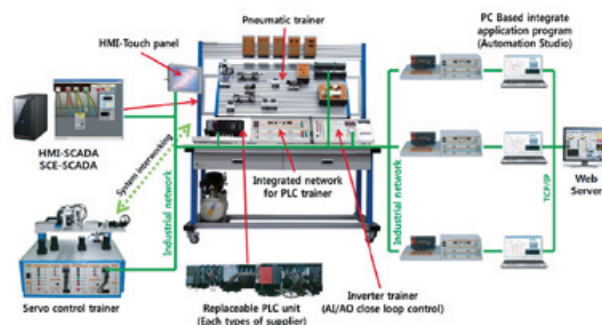 HMI-Touch panel
Pneumatic trainer
PC Based integrate
application program
(Automation Studio)
HMI-SCADA
SCE-SCADA
System interworking
Industrial network
Integrated network
for PLC trainer
Industrial network
TCP/IP
Web
Server
Servo control trainer
Replaceable PLC unit
(Each types of supplier)
Inverter trainer
(AI/AO close loop control)